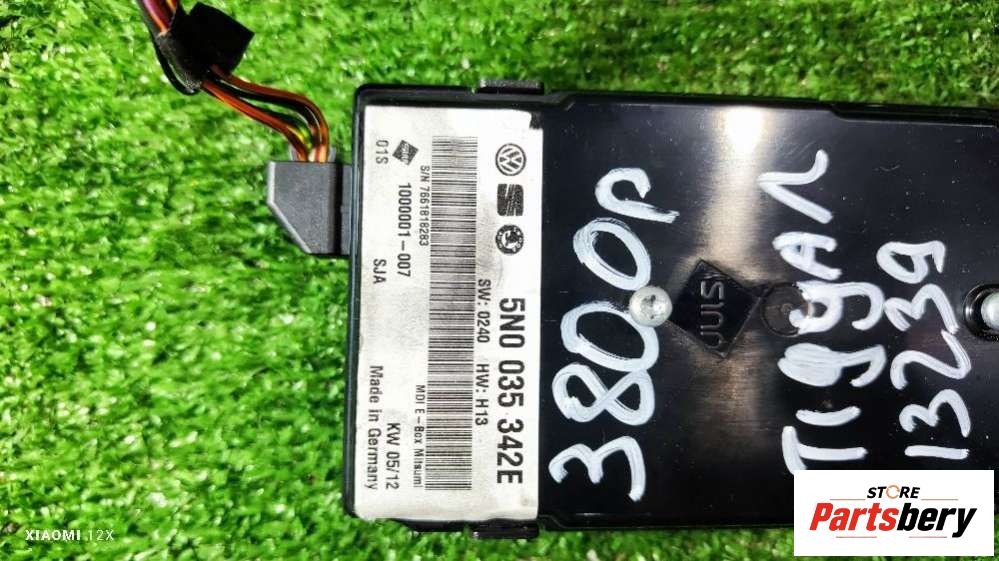 5N0 035 342E
SW: 0240 HW: H13
MDI E-Box Mitsumi
S/N 7661818283
1000001-007 SJA
KW 05/12
01S
Made in Germany
3800р
TigyAN
13239
XIAOMI 12X
STORE
Partsbery